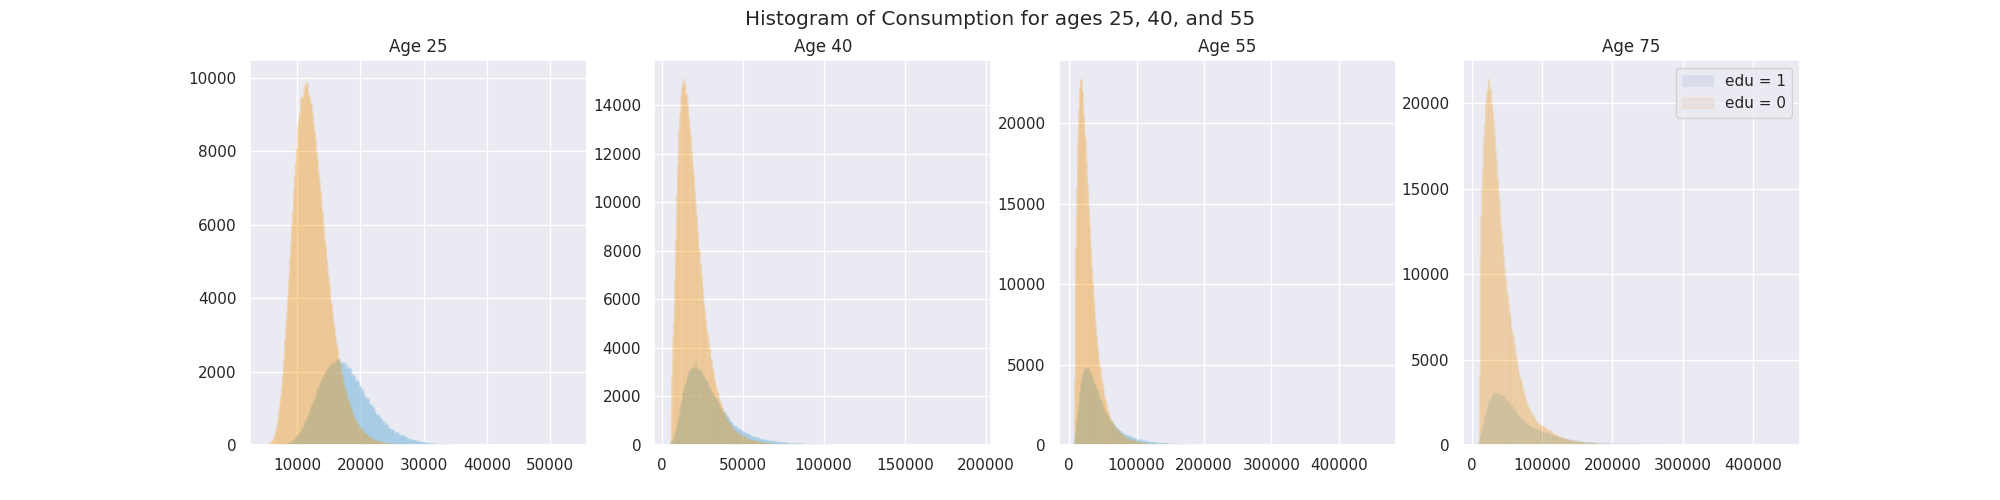 Histogram of Consumption for ages 25, 40, and 55
Age 25
10000
8000
6000
4000
2000
0
10000 20000 30000 40000 50000
Age 40
14000
12000
10000
8000
6000
4000
2000
0
0 50000 100000 150000 200000
Age 55
20000
15000
10000
5000
0
0 100000 200000 300000 400000
Age 75
edu = 1
edu = 0
20000
15000
10000
5000
0
0 100000 200000 300000 400000